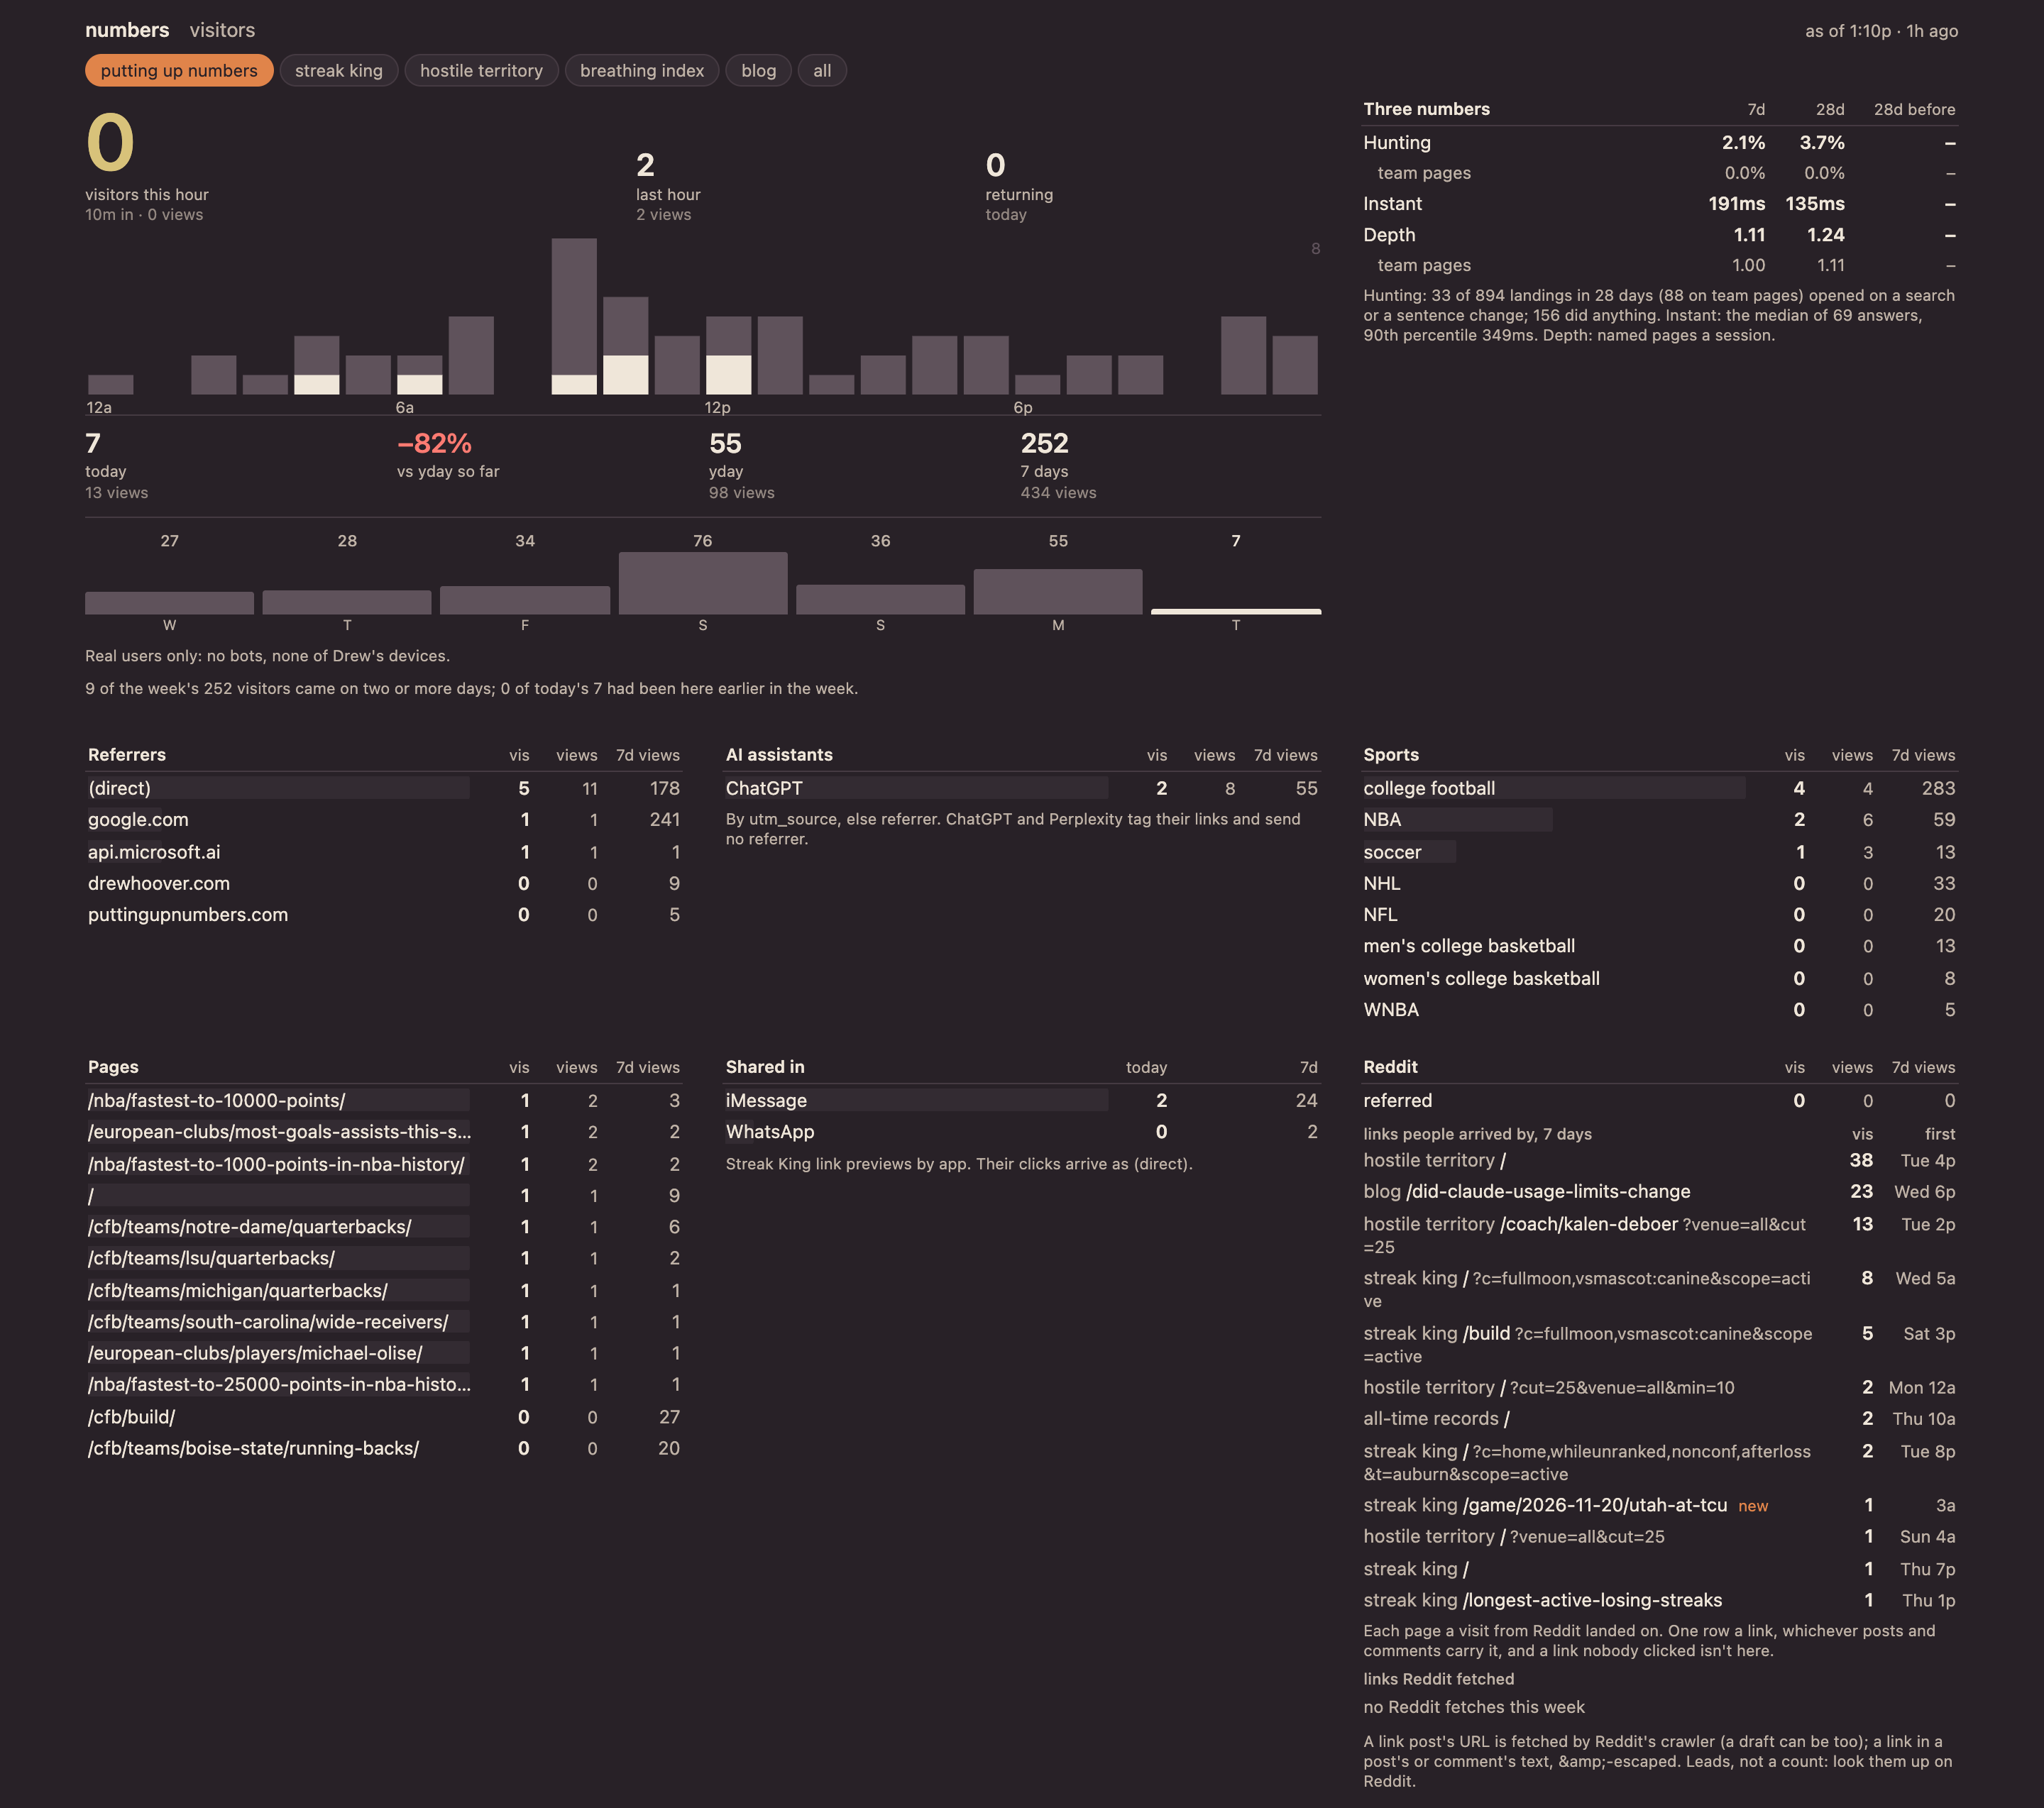 numbers visitors as of 1:10p · 1h ago
putting up numbers streak king hostile territory breathing index blog all
0
visitors this hour
10m in · 0 views
2
last hour
2 views
0
returning
today
8
12a 6a 12p 6p
7
today
13 views
–82%
vs yday so far
55
yday
98 views
252
7 days
434 views
27 28 34 76 36 55 7
W T F S S M T
Real users only: no bots, none of Drew's devices.
9 of the week's 252 visitors came on two or more days; 0 of today's 7 had been here earlier in the week.
Three numbers 7d 28d 28d before
Hunting 2.1% 3.7% –
team pages 0.0% 0.0% –
Instant 191ms 135ms –
Depth 1.11 1.24 –
team pages 1.00 1.11 –
Hunting: 33 of 894 landings in 28 days (88 on team pages) opened on a search
or a sentence change; 156 did anything. Instant: the median of 69 answers,
90th percentile 349ms. Depth: named pages a session.
Referrers vis views 7d views
(direct) 5 11 178
google.com 1 1 241
api.microsoft.ai 1 1 1
drewhoover.com 0 0 9
puttingupnumbers.com 0 0 5
AI assistants vis views 7d views
ChatGPT 2 8 55
By utm_source, else referrer. ChatGPT and Perplexity tag their links and send
no referrer.
Sports vis views 7d views
college football 4 4 283
NBA 2 6 59
soccer 1 3 13
NHL 0 0 33
NFL 0 0 20
men's college basketball 0 0 13
women's college basketball 0 0 8
WNBA 0 0 5
Pages vis views 7d views
/nba/fastest-to-10000-points/ 1 2 3
/european-clubs/most-goals-assists-this-s... 1 2 2
/nba/fastest-to-1000-points-in-nba-history/ 1 2 2
/ 1 1 9
/cfb/teams/notre-dame/quarterbacks/ 1 1 6
/cfb/teams/lsu/quarterbacks/ 1 1 2
/cfb/teams/michigan/quarterbacks/ 1 1 1
/cfb/teams/south-carolina/wide-receivers/ 1 1 1
/european-clubs/players/michael-olise/ 1 1 1
/nba/fastest-to-25000-points-in-nba-histo... 1 1 1
/cfb/build/ 0 0 27
/cfb/teams/boise-state/running-backs/ 0 0 20
Shared in today 7d
iMessage 2 24
WhatsApp 0 2
Streak King link previews by app. Their clicks arrive as (direct).
Reddit vis views 7d views
referred 0 0 0
links people arrived by, 7 days vis first
hostile territory / 38 Tue 4p
blog /did-claude-usage-limits-change 23 Wed 6p
hostile territory /coach/kalen-deboer ?venue=all&cut 13 Tue 2p
=25
streak king / ?c=fullmoon,vsmascot:canine&scope=acti 8 Wed 5a
ve
streak king /build ?c=fullmoon,vsmascot:canine&scope 5 Sat 3p
=active
hostile territory / ?cut=25&venue=all&min=10 2 Mon 12a
all-time records / 2 Thu 10a
streak king / ?c=home,whileunranked,nonconf,afterloss 2 Tue 8p
&t=auburn&scope=active
streak king /game/2026-11-20/utah-at-tcu new 1 3a
hostile territory / ?venue=all&cut=25 1 Sun 4a
streak king / 1 Thu 7p
streak king /longest-active-losing-streaks 1 Thu 1p
Each page a visit from Reddit landed on. One row a link, whichever posts and
comments carry it, and a link nobody clicked isn't here.
links Reddit fetched
no Reddit fetches this week
A link post's URL is fetched by Reddit's crawler (a draft can be too); a link in a
post's or comment's text, &amp;-escaped. Leads, not a count: look them up on
Reddit.